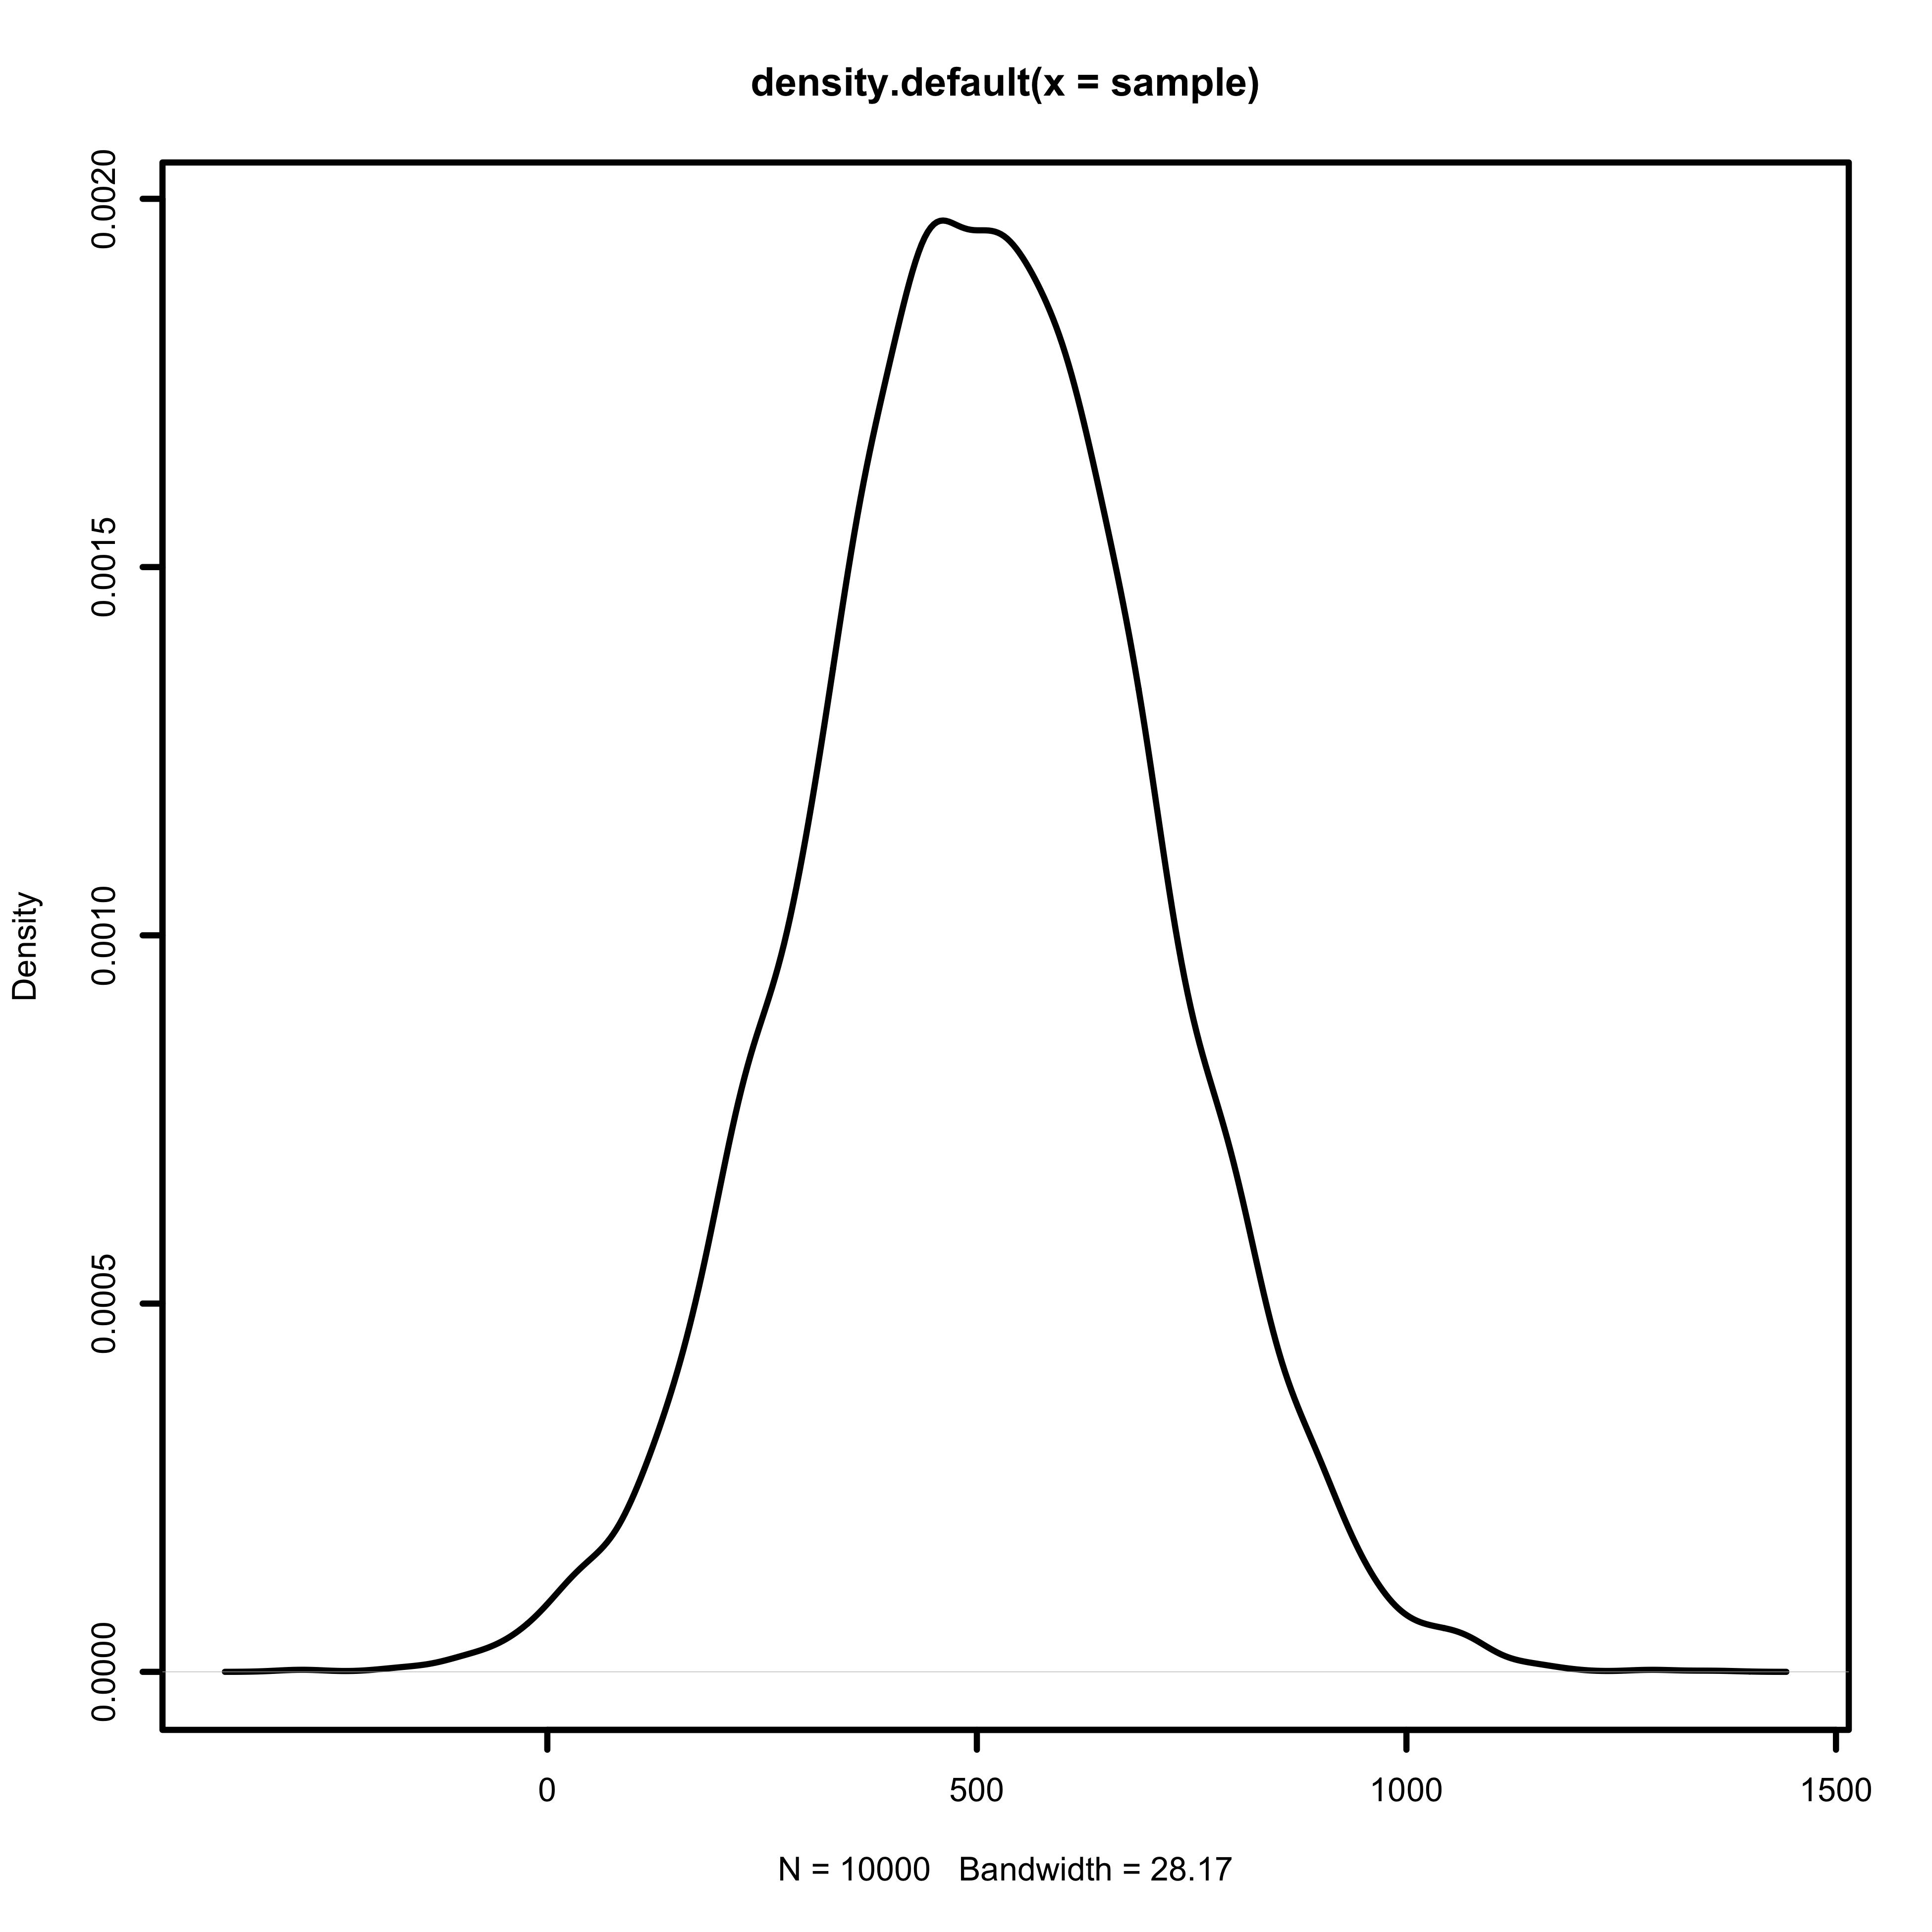 density.default(x = sample)
0.0020
0.0015
0.0010
0.0005
0.0000
Density
0 500 1000 1500
N = 10000 Bandwidth = 28.17